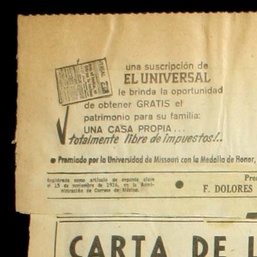 una suscripción de
EL UNIVERSAL
le brinda la oportunidad
de obtener GRATIS el
patrimonio para su familia:
UNA CASA PROPIA...
totalmente libre de impuestos!..
• Premiado por la Universidad de Missouri con la Medalla de Honor,
Registrado como artículo de segunda clase
el 15 de noviembre de 1916, en la
de Correos de México.
• Pre
F. DOLORES
CARTA DE L